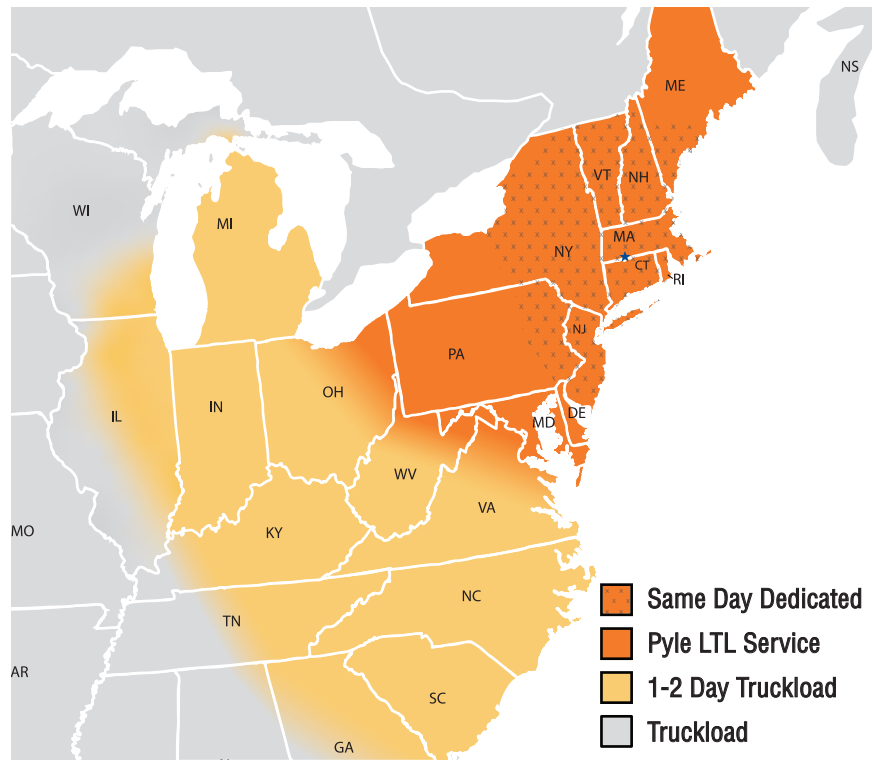 ME
NS
VT
NH
WI
MI
MA
NY
CT
RI
NJ
PA
OH
IN
IL
DE
MD
WV
VA
KY
MO
NC
TN
AR
SC
GA
Same Day Dedicated
Pyle LTL Service
1-2 Day Truckload
Truckload